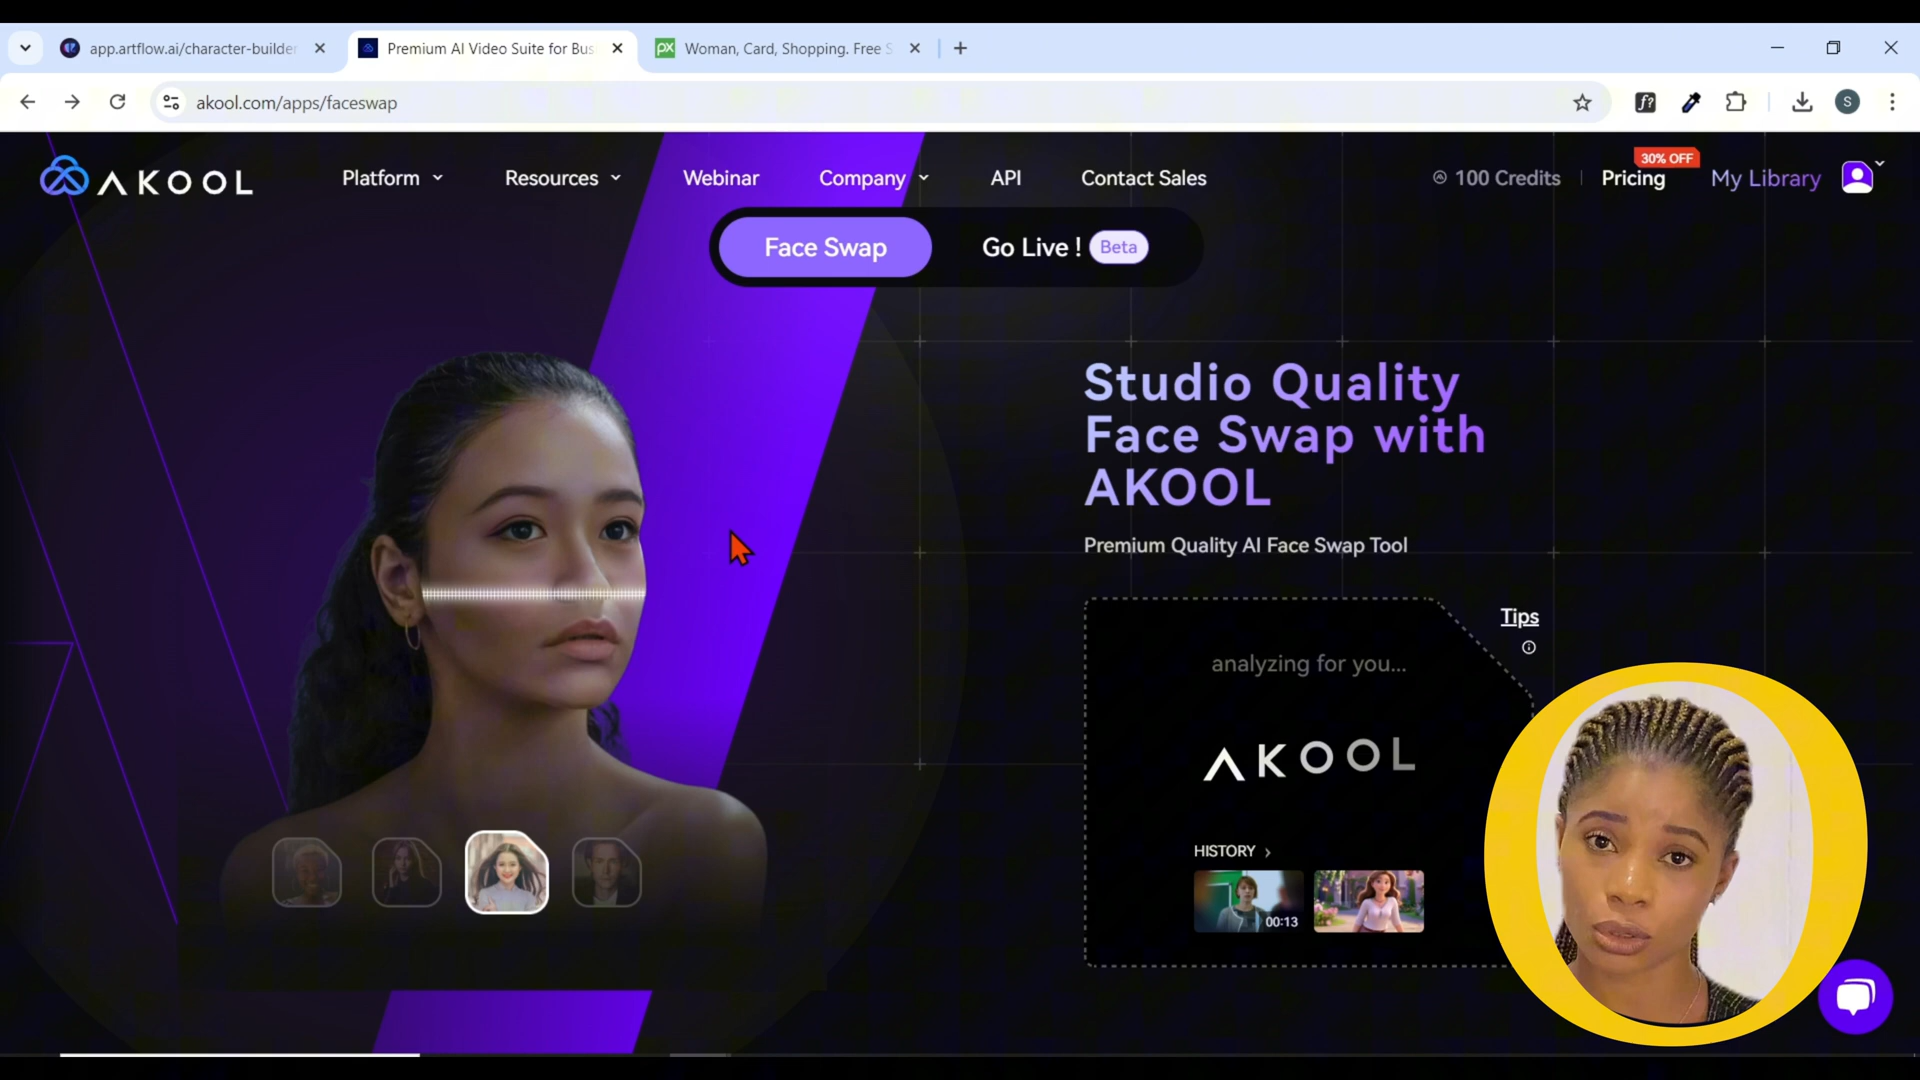 app.artflow.ai/character-builder
Premium AI Video Suite for Bus
PX
Woman, Card, Shopping. Free S
akool.com/apps/faceswap
f?
S
AKOOL
Platform
Resources
Webinar
Company
API
Contact Sales
100 Credits
30% OFF
Pricing
My Library
Face Swap
Go Live !
Beta
Studio Quality
Face Swap with
AKOOL
Premium Quality AI Face Swap Tool
Tips
analyzing for you...
AKOOL
HISTORY
00:13